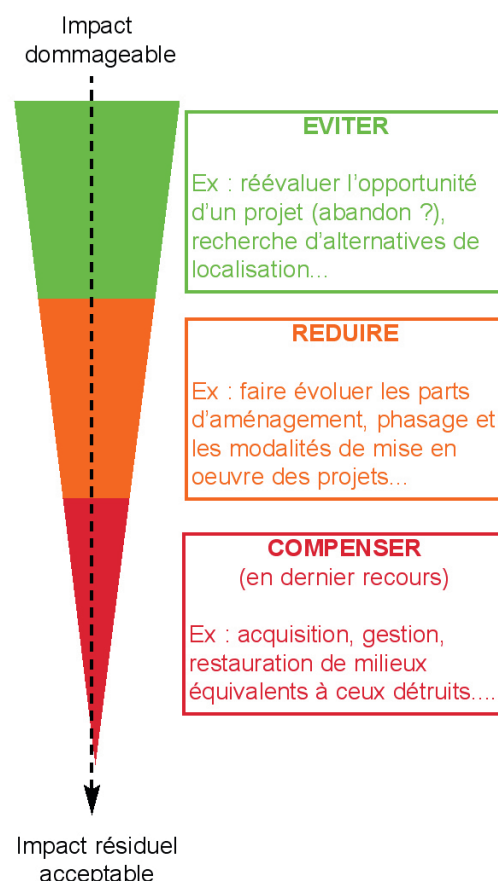 Impact
dommageable
EVITER
Ex : réévaluer l'opportunité
d'un projet (abandon ?),
recherche d'alternatives de
localisation...
REDUIRE
Ex : faire évoluer les parts
d'aménagement, phasage et
les modalités de mise en
oeuvre des projets...
COMPENSER
(en dernier recours)
Ex : acquisition, gestion,
restauration de milieux
équivalents à ceux détruits....
Impact résiduel
acceptable